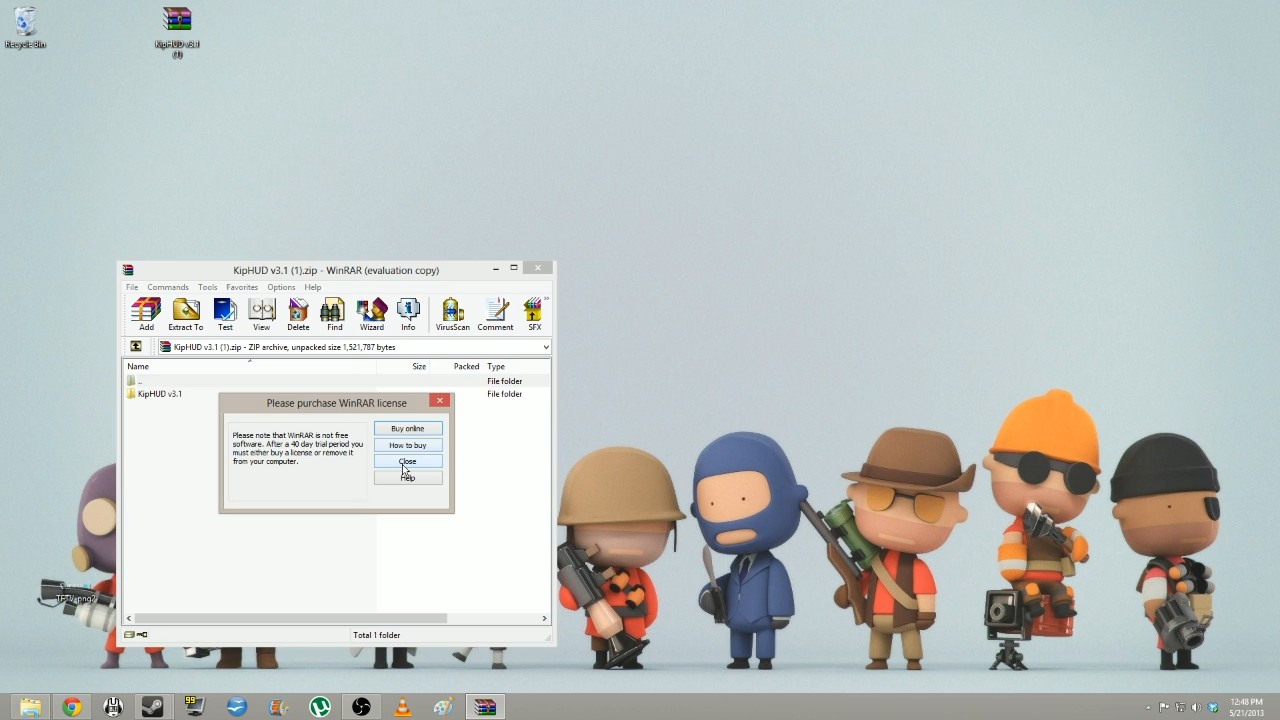 Recycle Bin
KipHUD v3.1
(1)
KipHUD v3.1 (1).zip - WinRAR (evaluation copy)
File Commands Tools Favorites Options Help
Add Extract To Test View Delete Find Wizard Info VirusScan Comment SFX
KipHUD v3.1 (1).zip - ZIP archive, unpacked size 1,521,787 bytes
Name Size Packed Type
.. File folder
KipHUD v3.1 File folder
Please purchase WinRAR license
Please note that WinRAR is not free
software. After a 40 day trial period you
must either buy a license or remove it
from your computer.
Buy online
How to buy
Close
Help
Total 1 folder
99
12:48 PM
5/21/2013